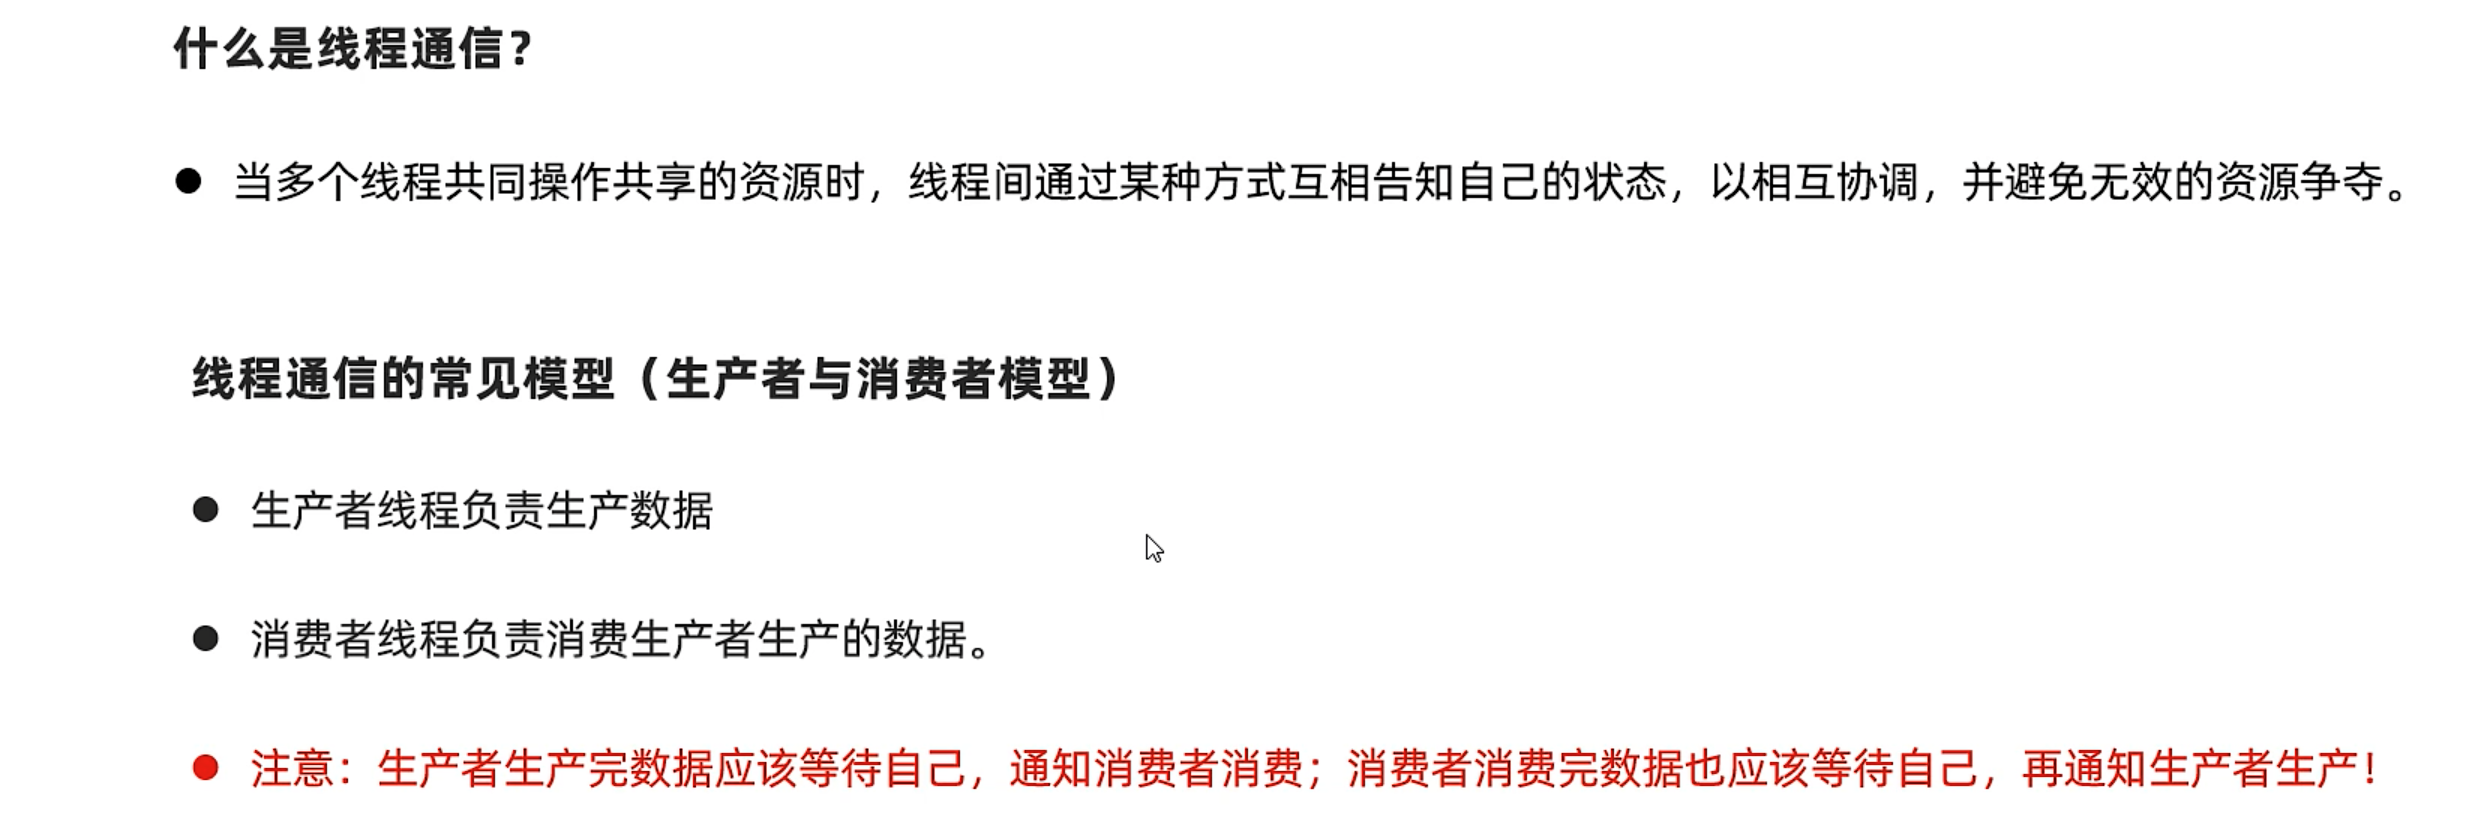 什么是线程通信？
● 当多个线程共同操作共享的资源时，线程间通过某种方式互相告知自己的状态，以相互协调，并避免无效的资源争夺。
线程通信的常见模型（生产者与消费者模型）
● 生产者线程负责生产数据
● 消费者线程负责消费生产者生产的数据。
● 注意：生产者生产完数据应该等待自己，通知消费者消费；消费者消费完数据也应该等待自己，再通知生产者生产！